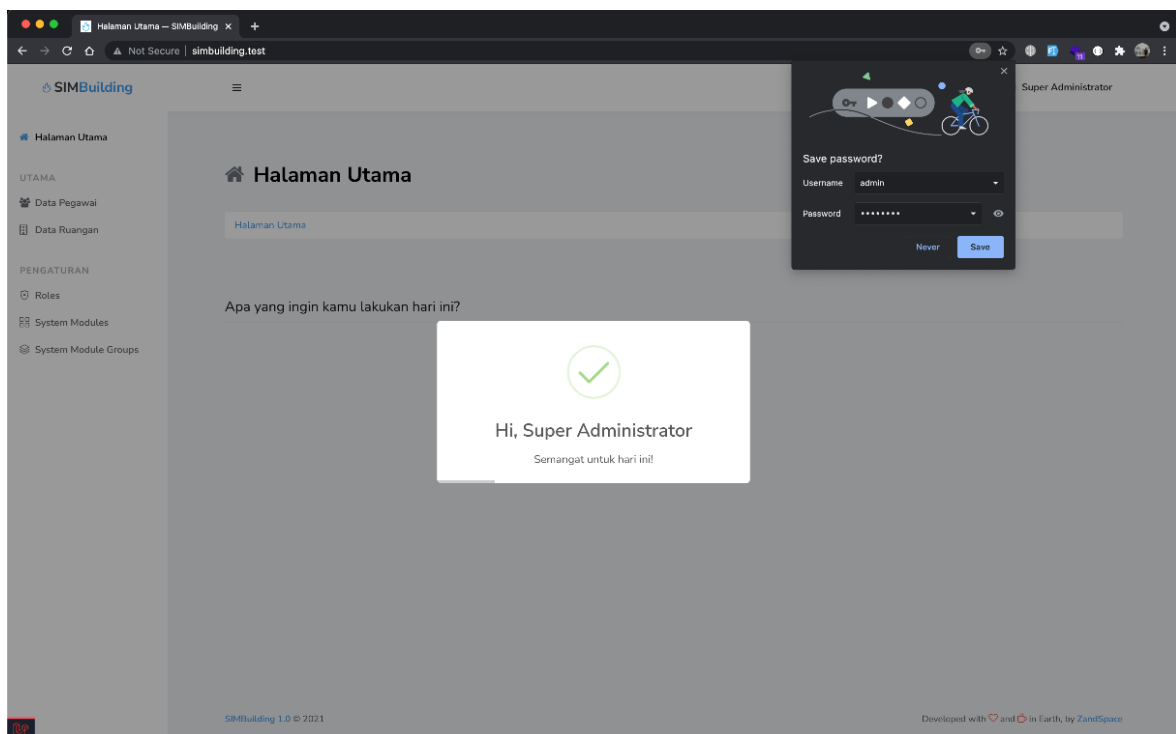 Halaman Utama — SIMBuilding
Not Secure | simbuilding.test
SIMBuilding
Super Administrator
Halaman Utama
UTAMA
Data Pegawai
Data Ruangan
PENGATURAN
Roles
System Modules
System Module Groups
Halaman Utama
Halaman Utama
Apa yang ingin kamu lakukan hari ini?
Save password?
Username admin
Password ••••••••
Never Save
Hi, Super Administrator
Semangat untuk hari ini!
SIMBuilding 1.0 © 2021
Developed with and in Earth, by ZandSpace